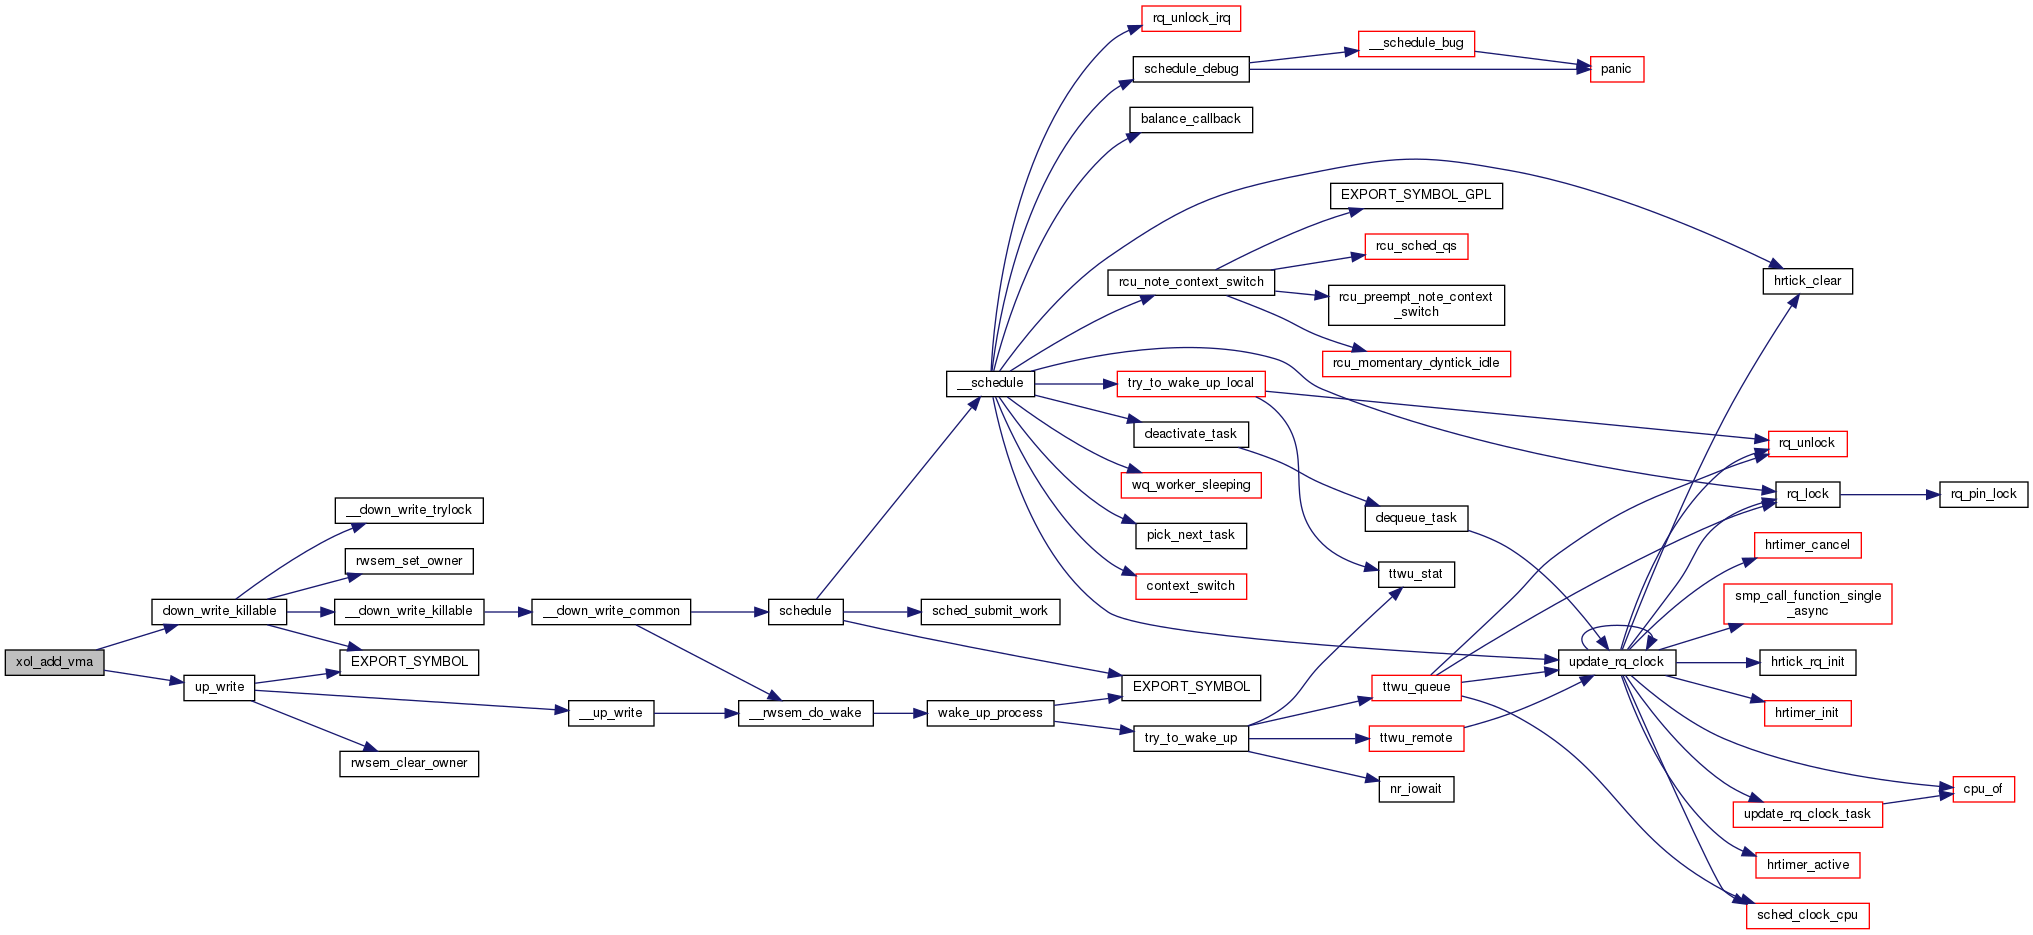 xol_add_vma
down_write_killable
up_write
__down_write_trylock
rwsem_set_owner
__down_write_killable
EXPORT_SYMBOL
rwsem_clear_owner
__down_write_common
__up_write
schedule
__rwsem_do_wake
__schedule
sched_submit_work
wake_up_process
rq_unlock_irq
schedule_debug
balance_callback
rcu_note_context_switch
try_to_wake_up_local
deactivate_task
wq_worker_sleeping
pick_next_task
context_switch
EXPORT_SYMBOL
try_to_wake_up
__schedule_bug
EXPORT_SYMBOL_GPL
rcu_sched_qs
rcu_preempt_note_context
_switch
rcu_momentary_dyntick_idle
dequeue_task
ttwu_stat
ttwu_queue
ttwu_remote
nr_iowait
panic
update_rq_clock
hrtick_clear
rq_unlock
rq_lock
hrtimer_cancel
smp_call_function_single
_async
hrtick_rq_init
hrtimer_init
update_rq_clock_task
hrtimer_active
sched_clock_cpu
rq_pin_lock
cpu_of